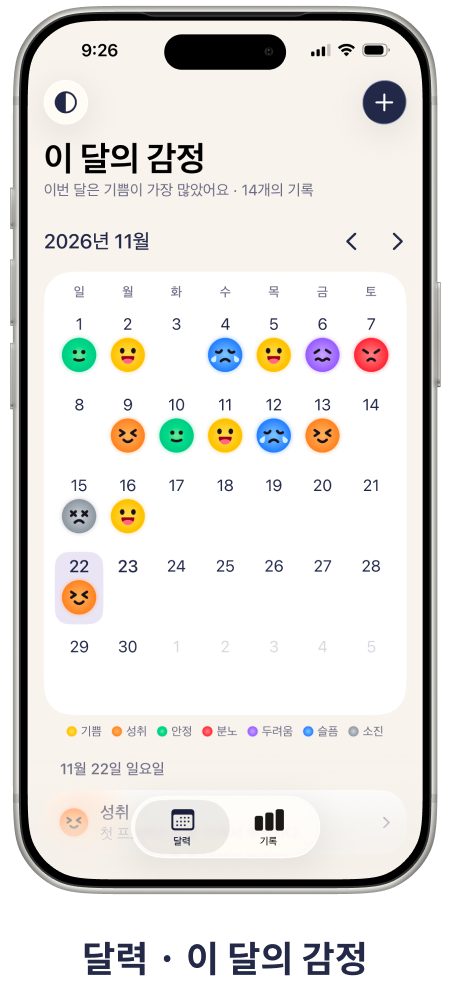 9:26
이 달의 감정
이번 달은 기쁨이 가장 많았어요 · 14개의 기록
2026년 11월
일 월 화 수 목 금 토
1 2 3 4 5 6 7
8 9 10 11 12 13 14
15 16 17 18 19 20 21
22 23 24 25 26 27 28
29 30 1 2 3 4 5
기쁨 성취 안정 분노 두려움 슬픔 소진
11월 22일 일요일
성취
첫 프
달력 기록
달력 · 이 달의 감정